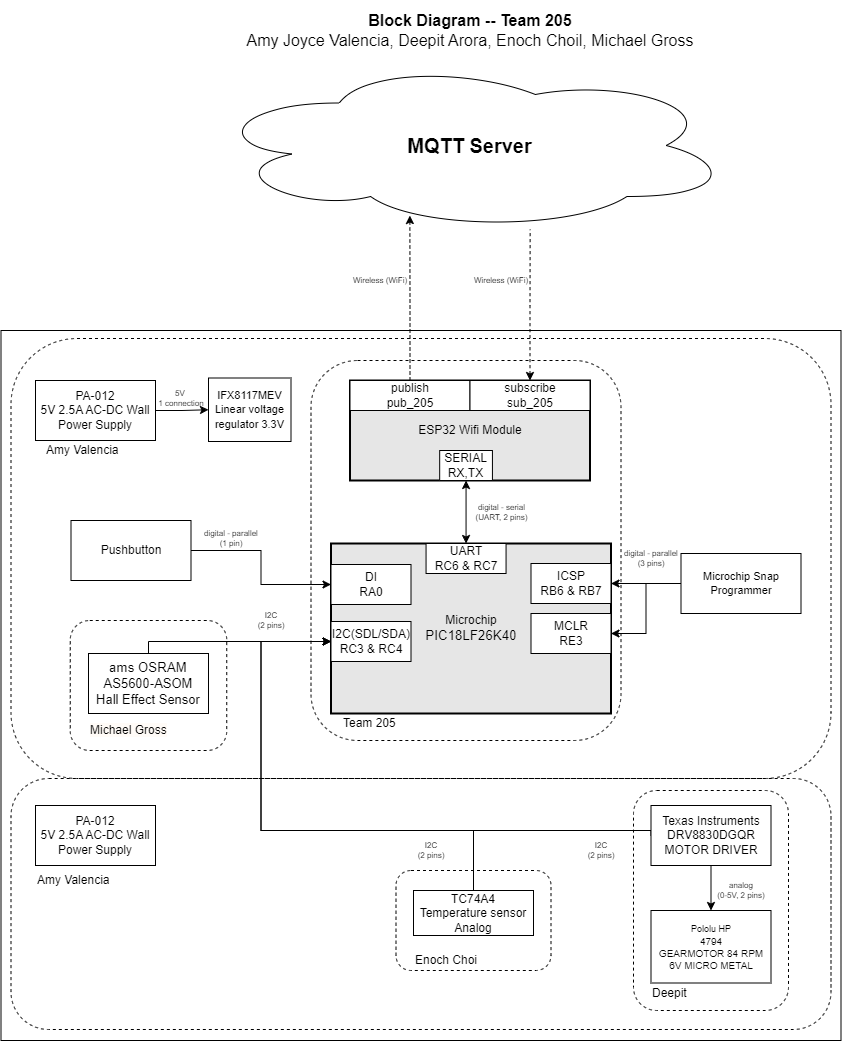 Block Diagram -- Team 205
Amy Joyce Valencia, Deepit Arora, Enoch Choil, Michael Gross
MQTT Server
Wireless (WiFi)
Wireless (WiFi)
PA-012
5V 2.5A AC-DC Wall
Power Supply
Amy Valencia
5V
1 connection
IFX8117MEV
Linear voltage
regulator 3.3V
publish
pub_205
subscribe
sub_205
ESP32 Wifi Module
SERIAL
RX,TX
digital - serial
(UART, 2 pins)
Pushbutton
digital - parallel
(1 pin)
UART
RC6 & RC7
DI
RA0
ICSP
RB6 & RB7
digital - parallel
(3 pins)
Microchip Snap
Programmer
I2C
(2 pins)
I2C(SDL/SDA)
RC3 & RC4
Microchip
PIC18LF26K40
MCLR
RE3
Team 205
ams OSRAM
AS5600-ASOM
Hall Effect Sensor
Michael Gross
PA-012
5V 2.5A AC-DC Wall
Power Supply
Amy Valencia
I2C
(2 pins)
I2C
(2 pins)
Texas Instruments
DRV8830DGQR
MOTOR DRIVER
analog
(0-5V, 2 pins)
TC74A4
Temperature sensor
Analog
Enoch Choi
Pololu HP
4794
GEARMOTOR 84 RPM
6V MICRO METAL
Deepit